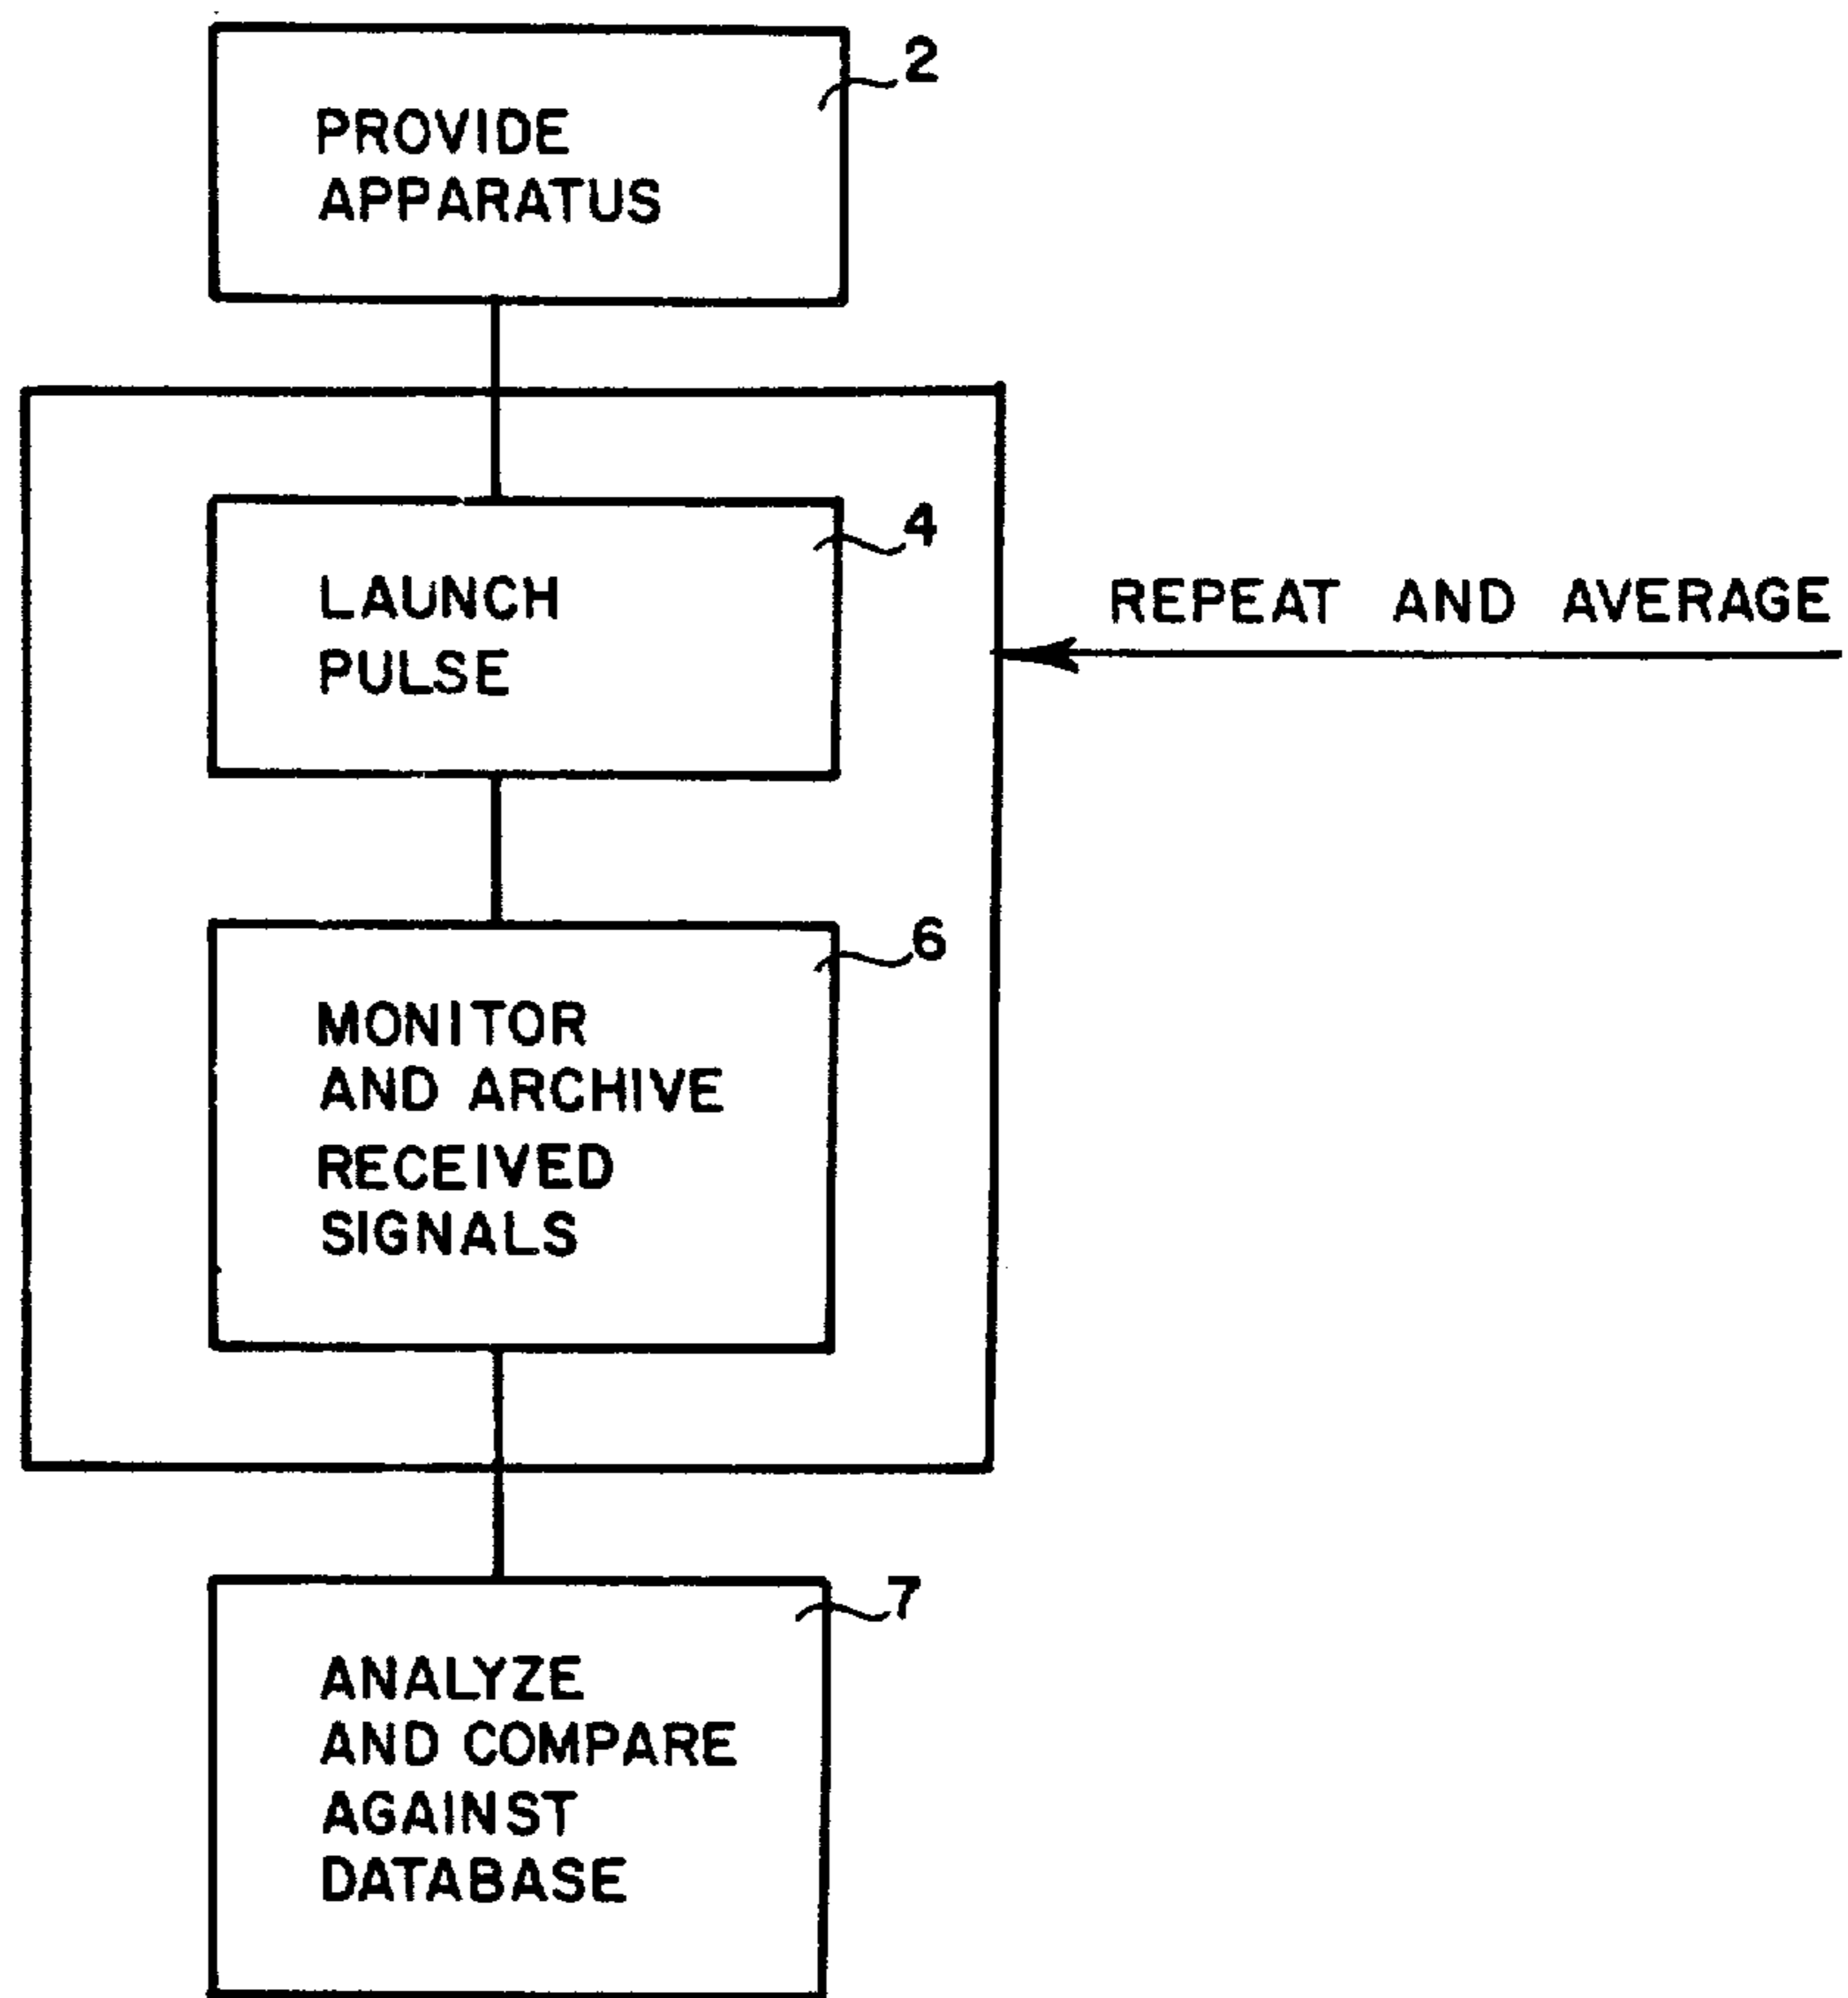 2
PROVIDE
APPARATUS
4
LAUNCH
PULSE
REPEAT AND AVERAGE
6
MONITOR
AND ARCHIVE
RECEIVED
SIGNALS
7
ANALYZE
AND COMPARE
AGAINST
DATABASE